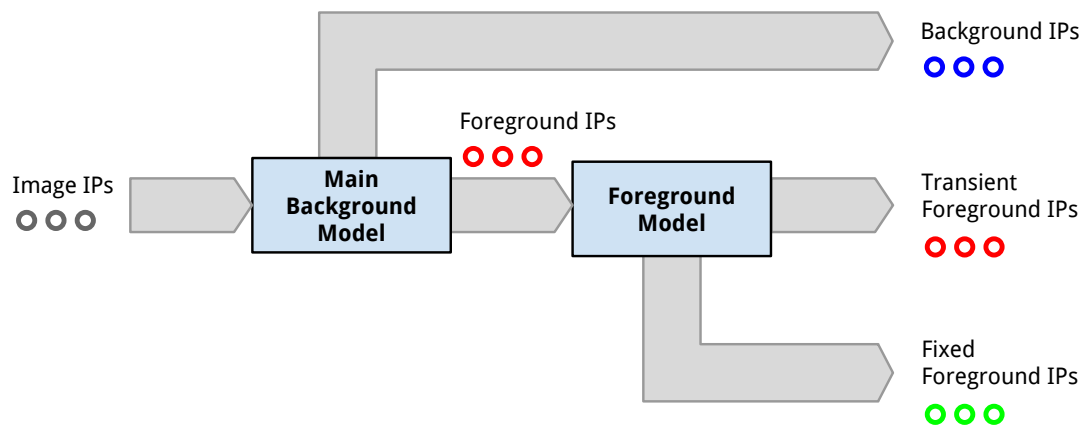 Background IPs
Foreground IPs
Image IPs
Main
Background
Model
Foreground
Model
Transient
Foreground IPs
Fixed
Foreground IPs